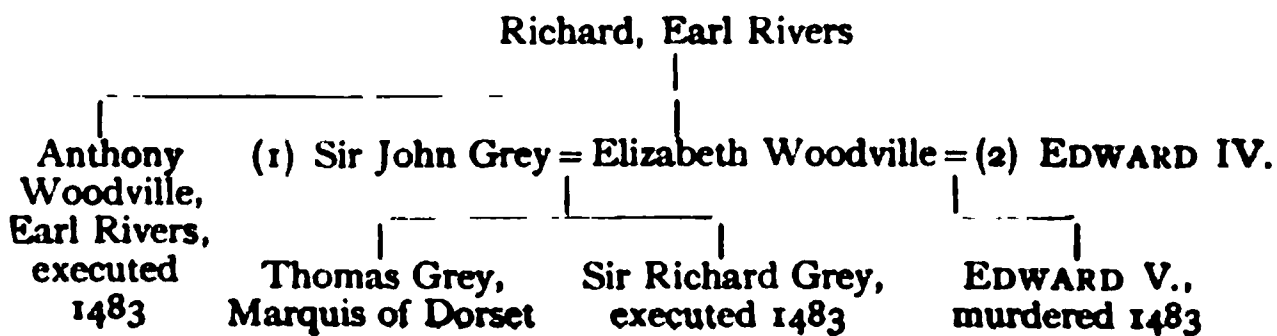 Richard, Earl Rivers
Anthony
Woodville,
Earl Rivers,
executed
1483
(1) Sir John Grey = Elizabeth Woodville = (2) EDWARD IV.
Thomas Grey,
Marquis of Dorset
Sir Richard Grey,
executed 1483
EDWARD V.,
murdered 1483